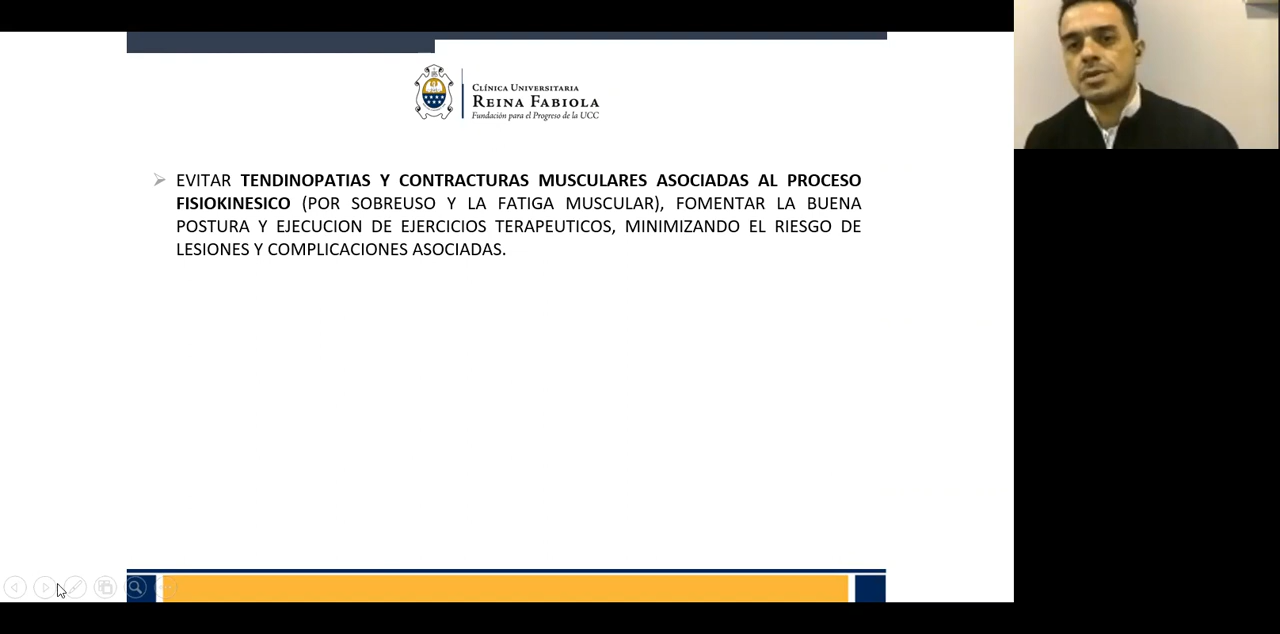 CLÍNICA UNIVERSITARIA
REINA FABIOLA
Fundación para el Progreso de la UCC
EVITAR TENDINOPATIAS Y CONTRACTURAS MUSCULARES ASOCIADAS AL PROCESO
FISIOKINESICO (POR SOBREUSO Y LA FATIGA MUSCULAR), FOMENTAR LA BUENA
POSTURA Y EJECUCION DE EJERCICIOS TERAPEUTICOS, MINIMIZANDO EL RIESGO DE
LESIONES Y COMPLICACIONES ASOCIADAS.